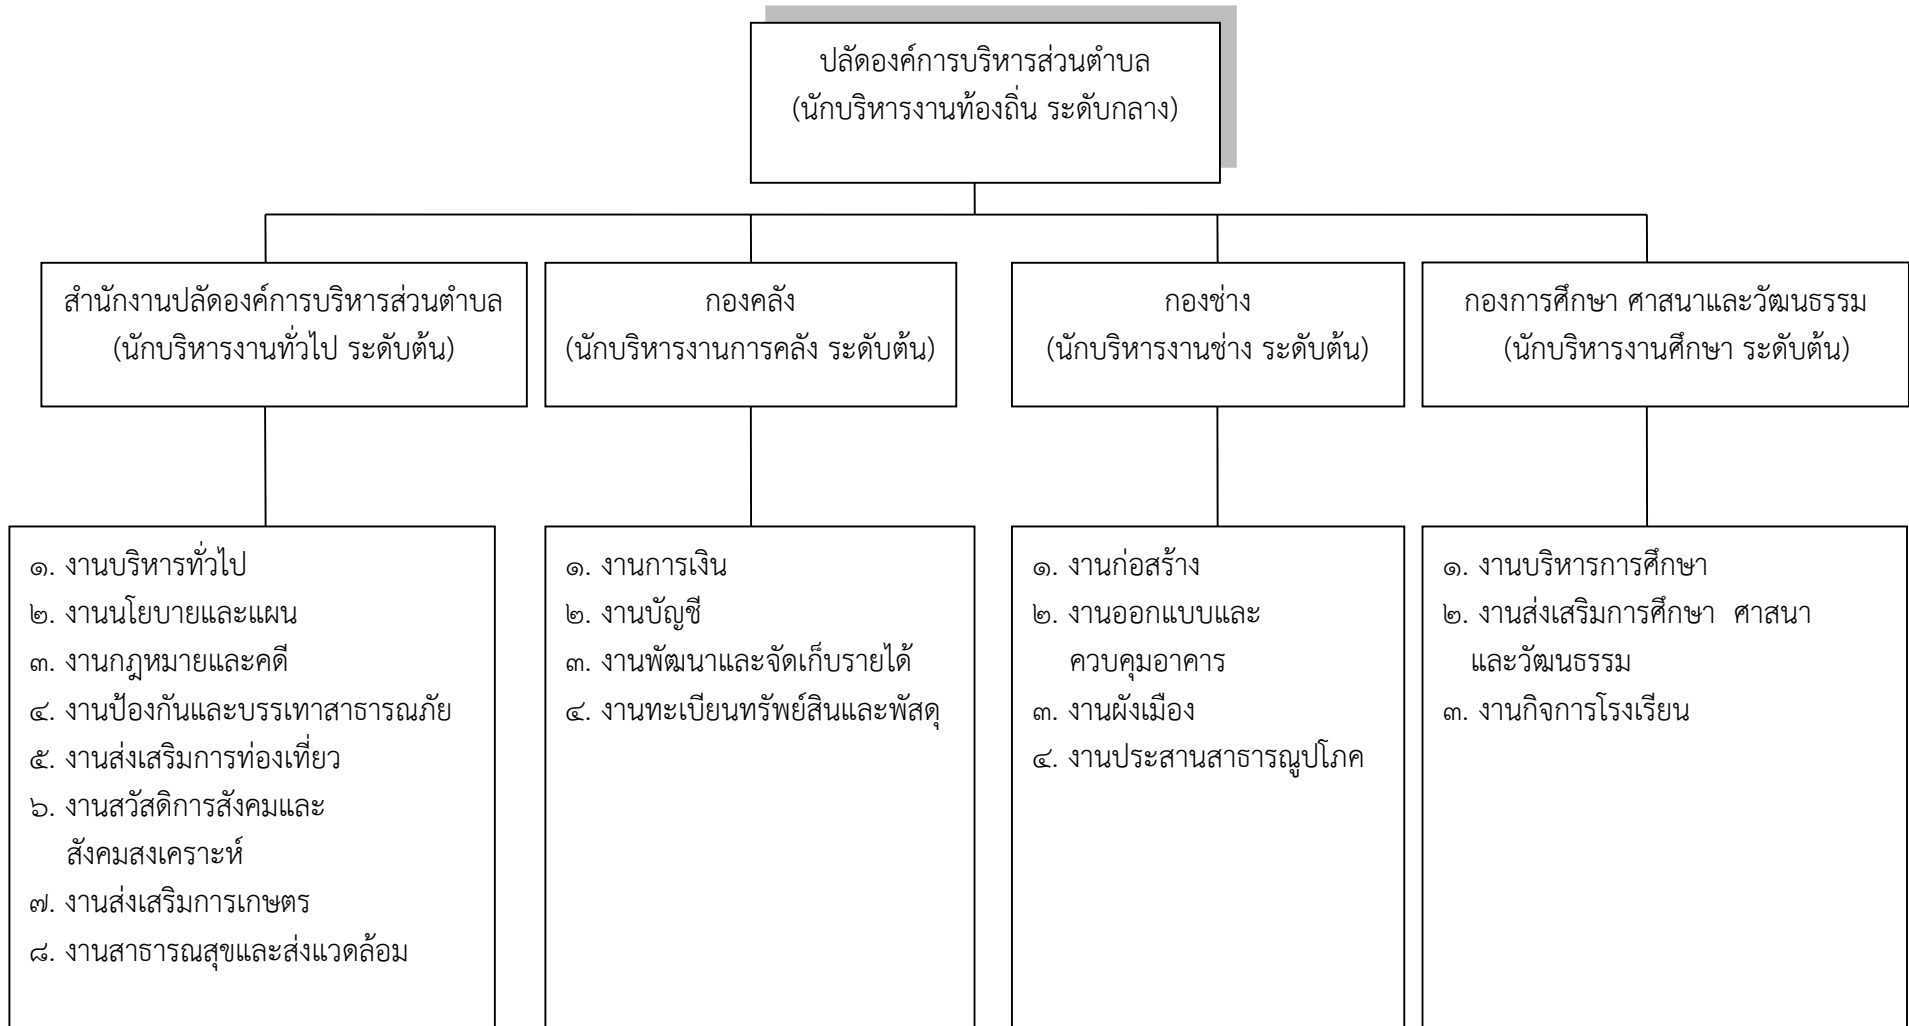 ปลัดองค์การบริหารส่วนตำบล
(นักบริหารงานท้องถิ่น ระดับกลาง)
สำนักงานปลัดองค์การบริหารส่วนตำบล
(นักบริหารงานทั่วไป ระดับต้น)
กองคลัง
(นักบริหารงานการคลัง ระดับต้น)
กองช่าง
(นักบริหารงานช่าง ระดับต้น)
กองการศึกษา ศาสนาและวัฒนธรรม
(นักบริหารงานศึกษา ระดับต้น)
๑. งานบริหารทั่วไป
๒. งานนโยบายและแผน
๓. งานกฎหมายและคดี
๔. งานป้องกันและบรรเทาสาธารณภัย
๕. งานส่งเสริมการท่องเที่ยว
๖. งานสวัสดิการสังคมและ
สังคมสงเคราะห์
๗. งานส่งเสริมการเกษตร
๘. งานสาธารณสุขและส่งแวดล้อม
๑. งานการเงิน
๒. งานบัญชี
๓. งานพัฒนาและจัดเก็บรายได้
๔. งานทะเบียนทรัพย์สินและพัสดุ
๑. งานก่อสร้าง
๒. งานออกแบบและ
ควบคุมอาคาร
๓. งานผังเมือง
๔. งานประสานสาธารณูปโภค
๑. งานบริหารการศึกษา
๒. งานส่งเสริมการศึกษา ศาสนา
และวัฒนธรรม
๓. งานกิจการโรงเรียน